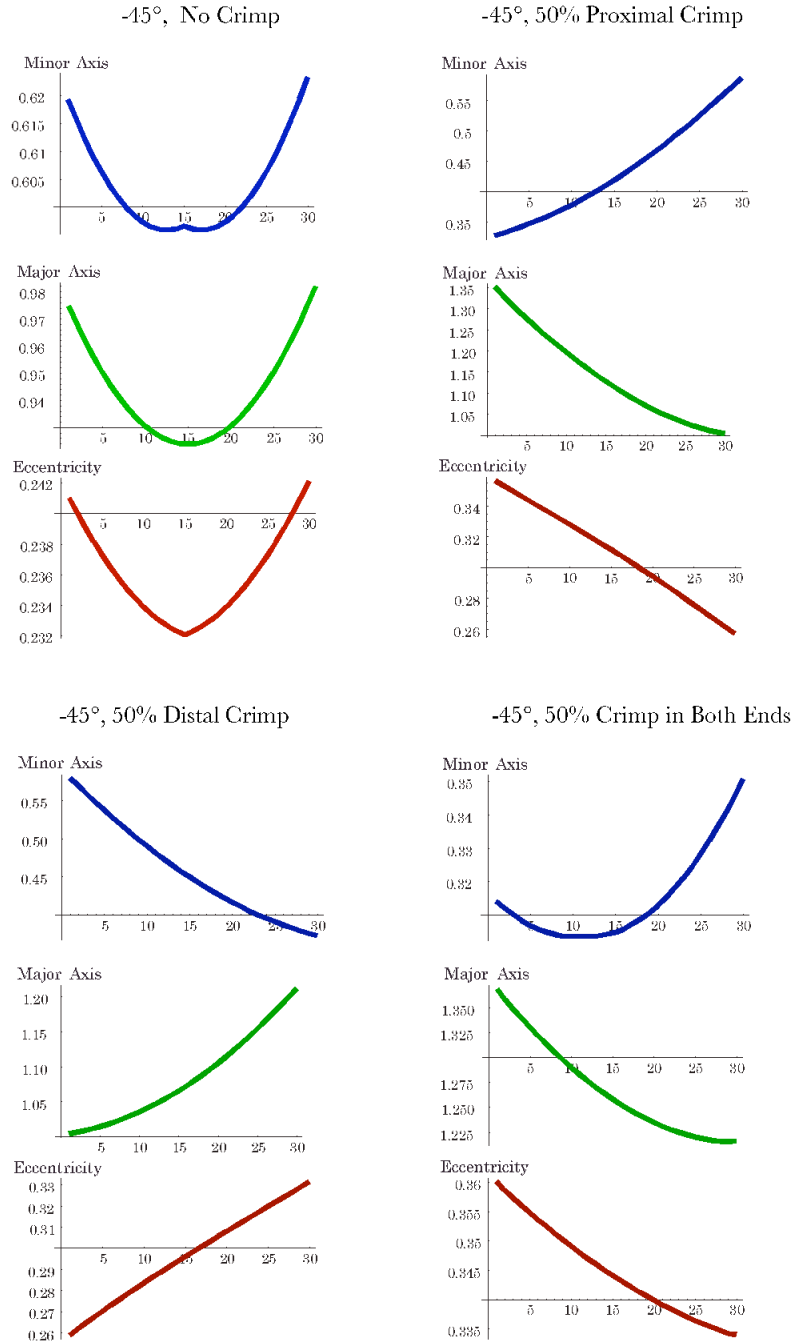 -45°, No Crimp
Minor Axis
0.62
0.615
0.61
0.605
5 10 15 20 25 30
Major Axis
0.98
0.97
0.96
0.95
0.94
5 10 15 20 25 30
Eccentricity
0.242
5 10 15 20 25 30
0.238
0.236
0.234
0.232
-45°, 50% Proximal Crimp
Minor Axis
0.55
0.5
0.45
5 10 15 20 25 30
0.35
Major Axis
1.35
1.30
1.20
1.15
1.05
5 10 15 20 25 30
Eccentricity
0.34
0.32
5 10 15 20 25 30
0.28
0.26
-45°, 50% Distal Crimp
Minor Axis
0.55
0.50
0.45
5 10 15 20 25 30
Major Axis
1.20
1.15
1.10
1.05
5 10 15 20 25 30
Eccentricity
0.33
0.32
0.31
5 10 15 20 25 30
0.29
0.28
0.27
0.26
-45°, 50% Crimp in Both Ends
Minor Axis
0.35
0.34
0.33
0.32
5 10 15 20 25 30
Major Axis
1.350
1.325
5 10 15 20 25 30
1.275
1.250
1.225
Eccentricity
0.36
0.355
0.35
0.345
5 10 15 20 25 30
0.335